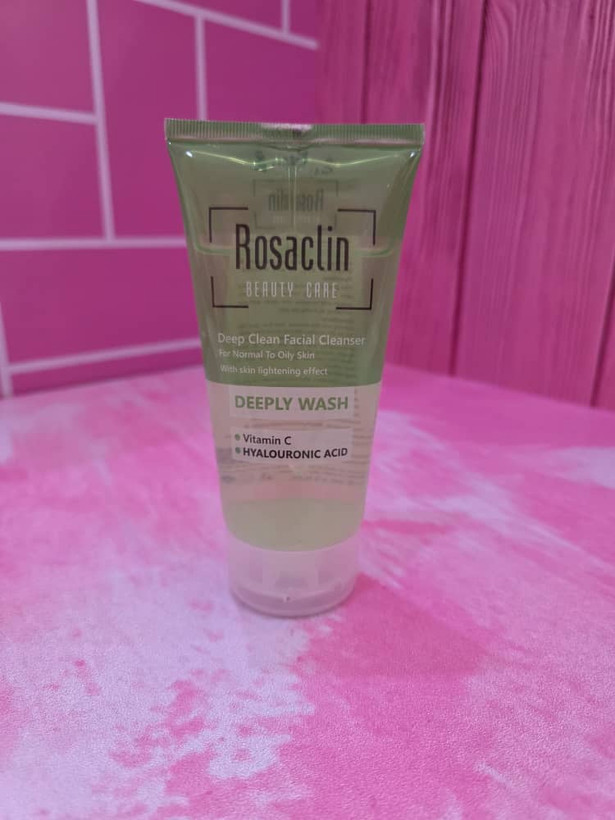 Rosaclin
BEAUTY CARE
Deep Clean Facial Cleanser
For Normal To Oily Skin
With skin lightening effect
DEEPLY WASH
Vitamin C
HYALOURONIC ACID